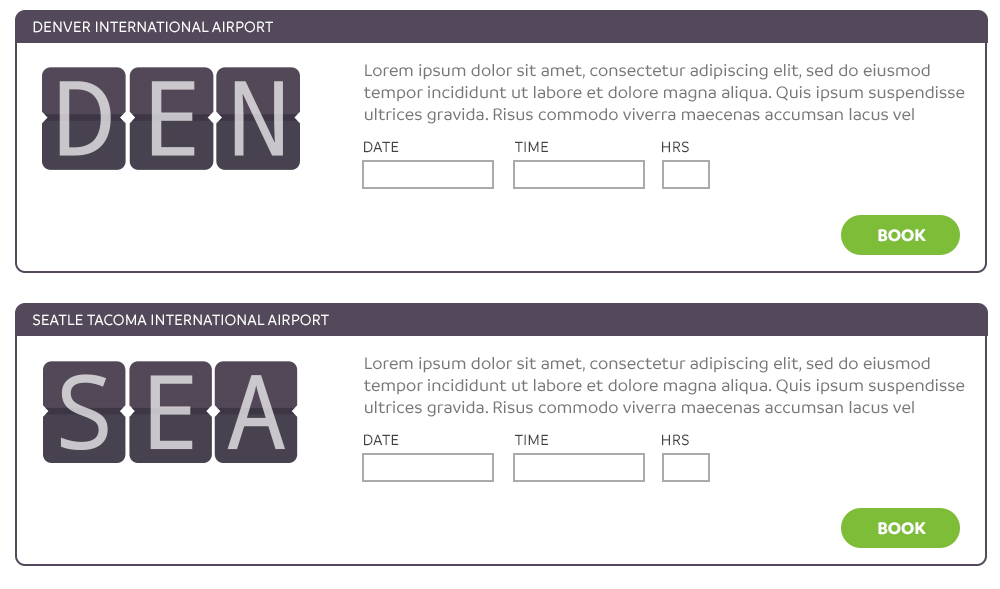 DENVER INTERNATIONAL AIRPORT
DEN
Lorem ipsum dolor sit amet, consectetur adipiscing elit, sed do eiusmod
tempor incididunt ut labore et dolore magna aliqua. Quis ipsum suspendisse
ultrices gravida. Risus commodo viverra maecenas accumsan lacus vel
DATE TIME HRS
BOOK
SEATLE TACOMA INTERNATIONAL AIRPORT
SEA
Lorem ipsum dolor sit amet, consectetur adipiscing elit, sed do eiusmod
tempor incididunt ut labore et dolore magna aliqua. Quis ipsum suspendisse
ultrices gravida. Risus commodo viverra maecenas accumsan lacus vel
DATE TIME HRS
BOOK